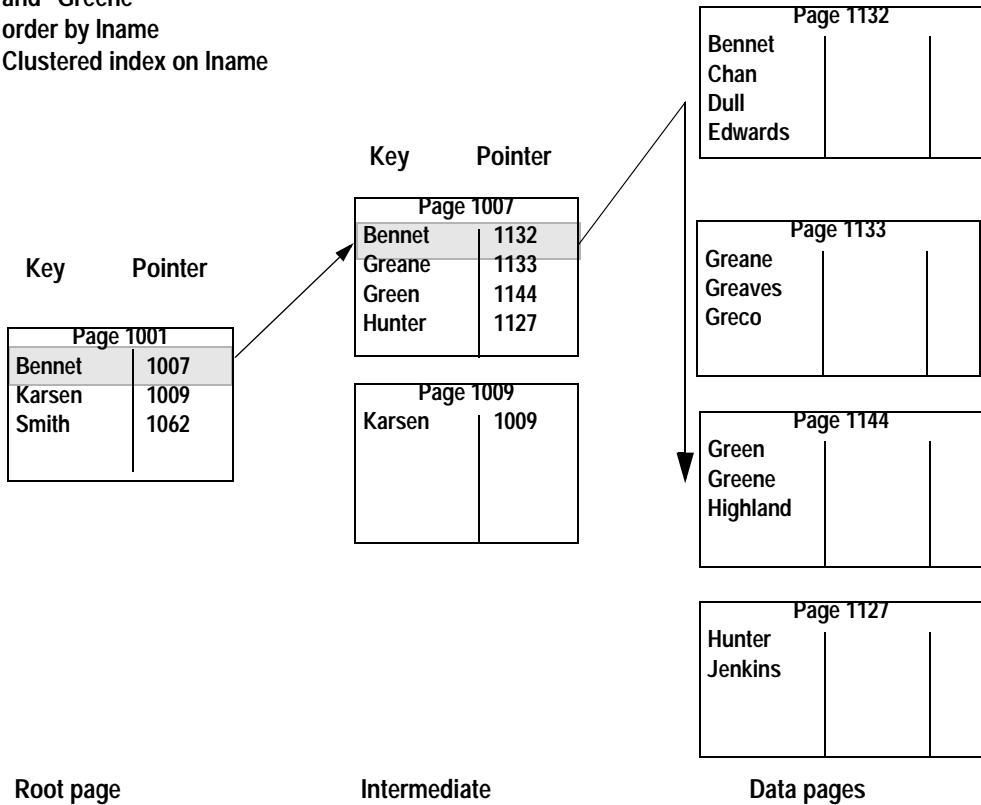 and "Greene"
order by lname
Clustered index on lname
Key Pointer
Page 1001
Bennet 1007
Karsen 1009
Smith 1062
Key Pointer
Page 1007
Bennet 1132
Greane 1133
Green 1144
Hunter 1127
Page 1009
Karsen 1009
Page 1132
Bennet
Chan
Dull
Edwards
Page 1133
Greane
Greaves
Greco
Page 1144
Green
Greene
Highland
Page 1127
Hunter
Jenkins
Root page
Intermediate
Data pages